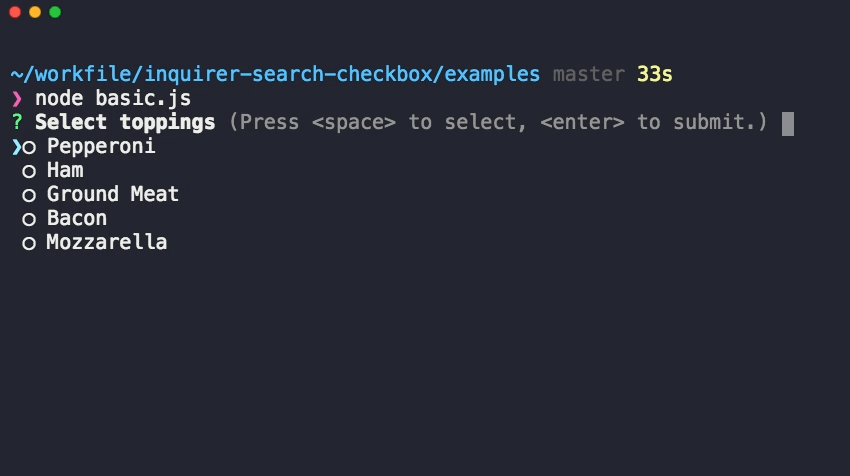 ~/workfile/inquirer-search-checkbox/examples master 33s
❯ node basic.js
? Select toppings (Press <space> to select, <enter> to submit.)
❯○ Pepperoni
○ Ham
○ Ground Meat
○ Bacon
○ Mozzarella